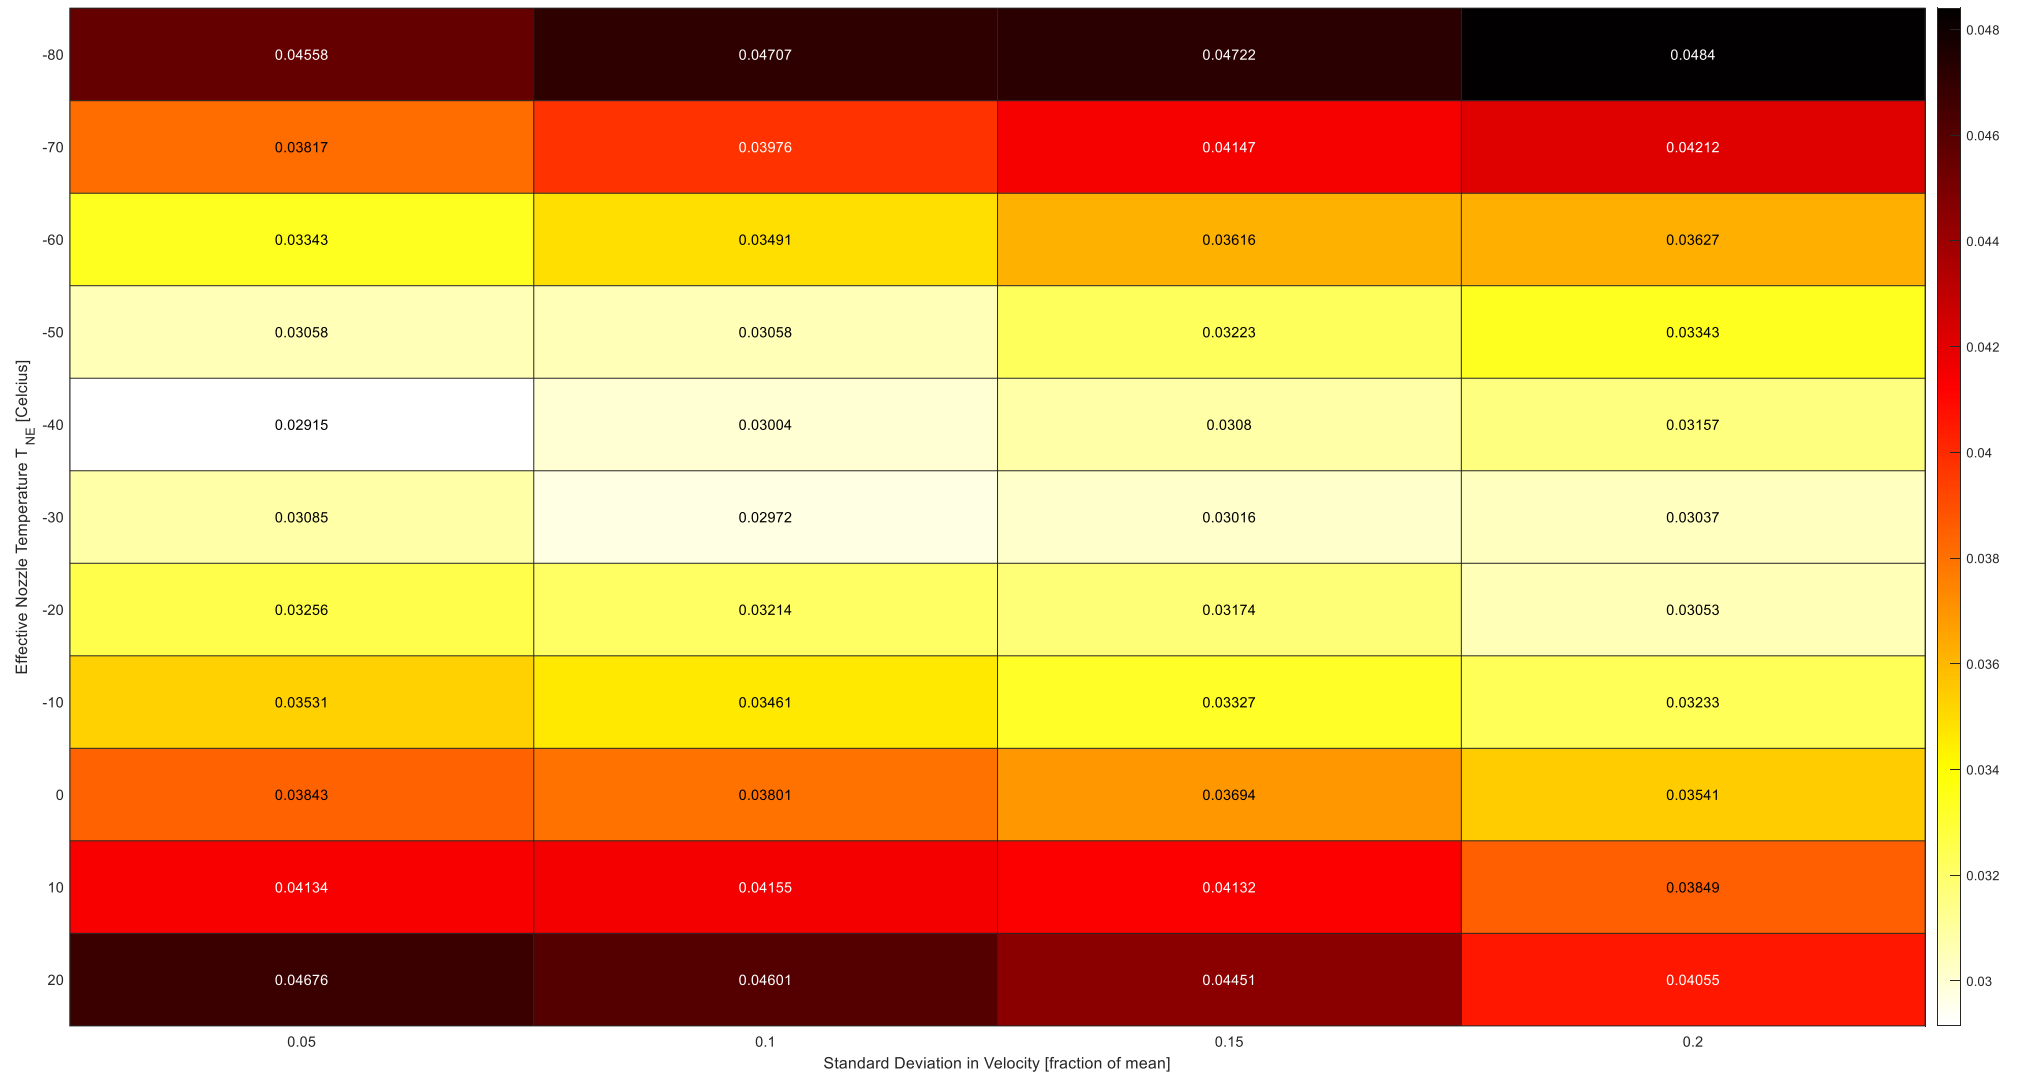 -80 0.04558 0.04707 0.04722 0.0484
-70 0.03817 0.03976 0.04147 0.04212
-60 0.03343 0.03491 0.03616 0.03627
-50 0.03058 0.03058 0.03223 0.03343
-40 0.02915 0.03004 0.0308 0.03157
-30 0.03085 0.02972 0.03016 0.03037
-20 0.03256 0.03214 0.03174 0.03053
-10 0.03531 0.03461 0.03327 0.03233
0 0.03843 0.03801 0.03694 0.03541
10 0.04134 0.04155 0.04132 0.03849
20 0.04676 0.04601 0.04451 0.04055
0.05 0.1 0.15 0.2
Standard Deviation in Velocity [fraction of mean]
Effective Nozzle Temperature T NE [Celcius]
0.048
0.046
0.044
0.042
0.04
0.038
0.036
0.034
0.032
0.03